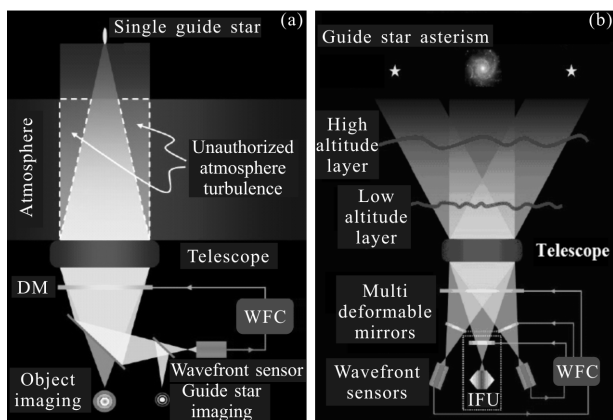 (a)
Single guide star
Atmosphere
Unauthorized
atmosphere
turbulence
Telescope
DM
WFC
Wavefront sensor
Object
imaging
Guide star
imaging
(b)
Guide star asterism
High
altitude
layer
Low
altitude
layer
Telescope
Multi
deformable
mirrors
Wavefront
sensors
IFU
WFC